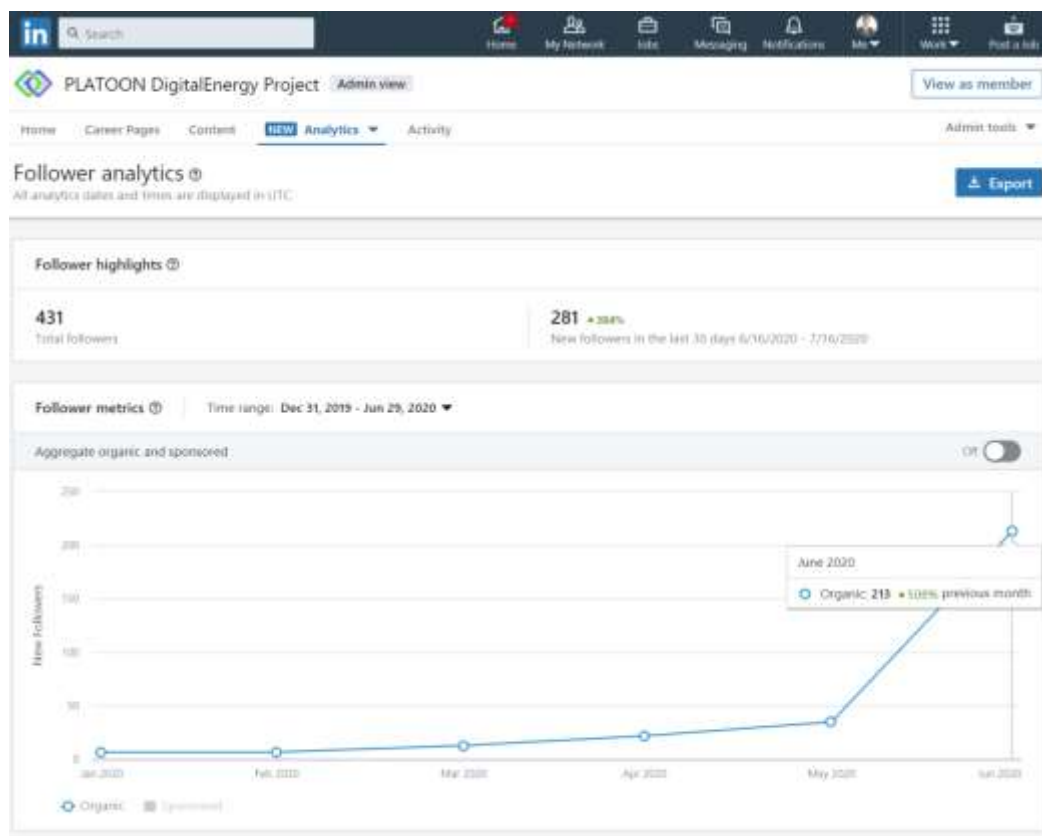 in Search
Home My Network Jobs Messaging Notifications Me Work Post a Job
PLATOON DigitalEnergy Project Admin view View as member
Home Career Pages Content NEW Analytics Activity Admin tools
Follower analytics
All analytics dates and times are displayed in UTC
Export
Follower highlights
431
Total followers
281
New followers in the last 30 days 6/16/2020 - 7/16/2020
Follower metrics Time range: Dec 31, 2019 - Jun 29, 2020
Aggregate organic and sponsored Off
250
200
150
100
50
0
New Followers
June 2020
Organic 213 previous month
Jan 2020 Feb 2020 Mar 2020 Apr 2020 May 2020 Jun 2020
Organic Sponsored